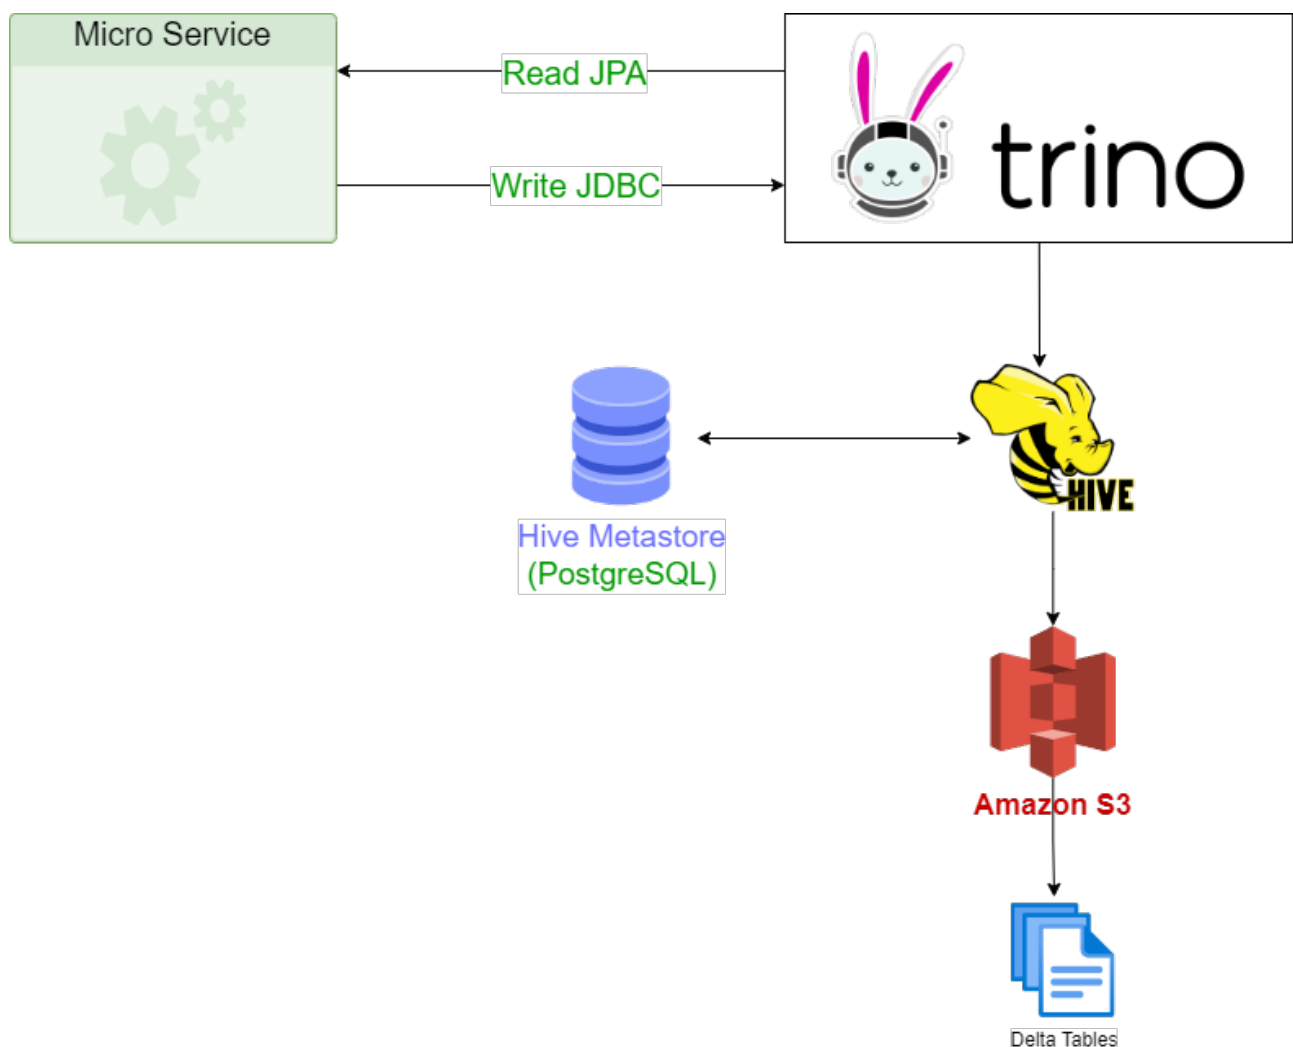 Micro Service
Read JPA
Write JDBC
trino
HIVE
Hive Metastore
(PostgreSQL)
Amazon S3
Delta Tables